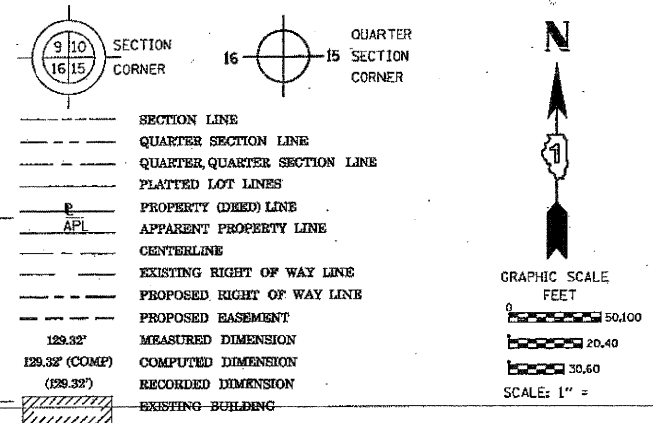 9 10 SECTION
16 15 CORNER
16 15
QUARTER
SECTION
CORNER
N
1
SECTION LINE
QUARTER SECTION LINE
QUARTER, QUARTER SECTION LINE
PLATTED LOT LINES
PROPERTY (DEED) LINE
APL APPARENT PROPERTY LINE
CENTERLINE
EXISTING RIGHT OF WAY LINE
PROPOSED RIGHT OF WAY LINE
PROPOSED EASEMENT
129.32' MEASURED DIMENSION
129.32' (COMP) COMPUTED DIMENSION
(129.32') RECORDED DIMENSION
EXISTING BUILDING
GRAPHIC SCALE
FEET
0
50,100
20,40
30,60
SCALE: 1" =